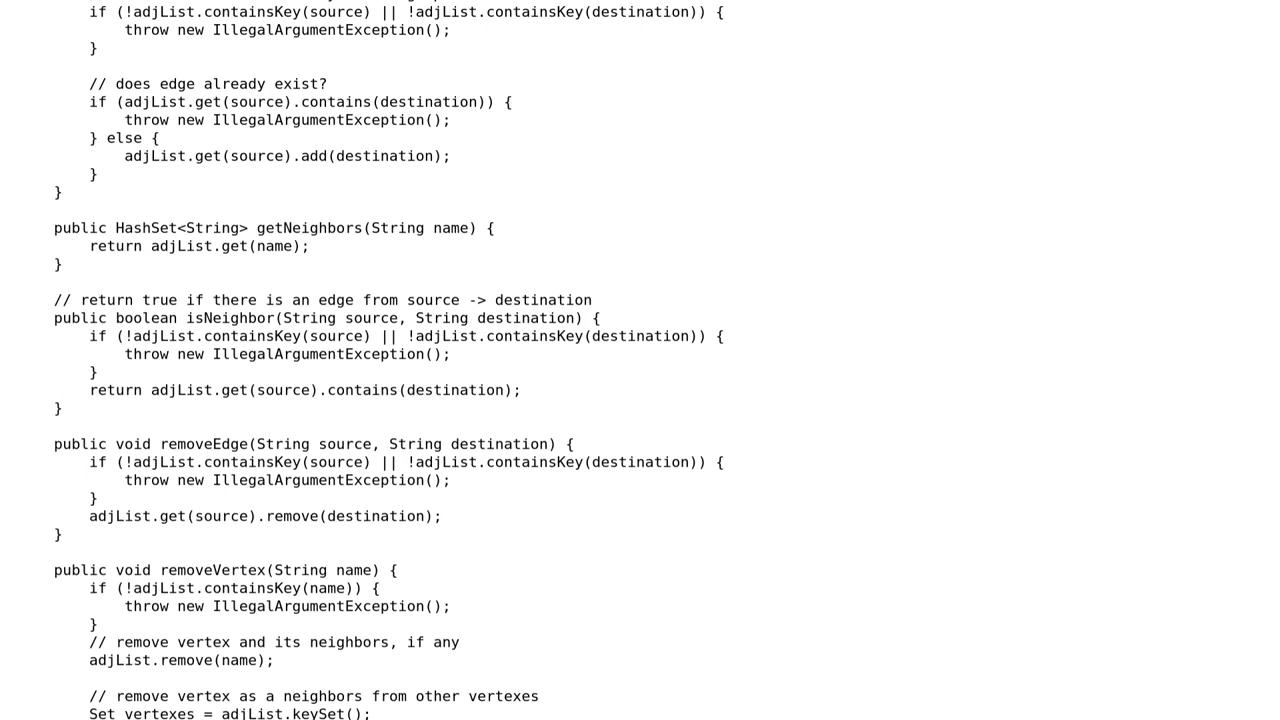 if (!adjList.containsKey(source) || !adjList.containsKey(destination)) {
throw new IllegalArgumentException();
}
// does edge already exist?
if (adjList.get(source).contains(destination)) {
throw new IllegalArgumentException();
} else {
adjList.get(source).add(destination);
}
}
public HashSet<String> getNeighbors(String name) {
return adjList.get(name);
}
// return true if there is an edge from source -> destination
public boolean isNeighbor(String source, String destination) {
if (!adjList.containsKey(source) || !adjList.containsKey(destination)) {
throw new IllegalArgumentException();
}
return adjList.get(source).contains(destination);
}
public void removeEdge(String source, String destination) {
if (!adjList.containsKey(source) || !adjList.containsKey(destination)) {
throw new IllegalArgumentException();
}
adjList.get(source).remove(destination);
}
public void removeVertex(String name) {
if (!adjList.containsKey(name)) {
throw new IllegalArgumentException();
}
// remove vertex and its neighbors, if any
adjList.remove(name);
// remove vertex as a neighbors from other vertexes
Set vertexes = adjList.keySet();